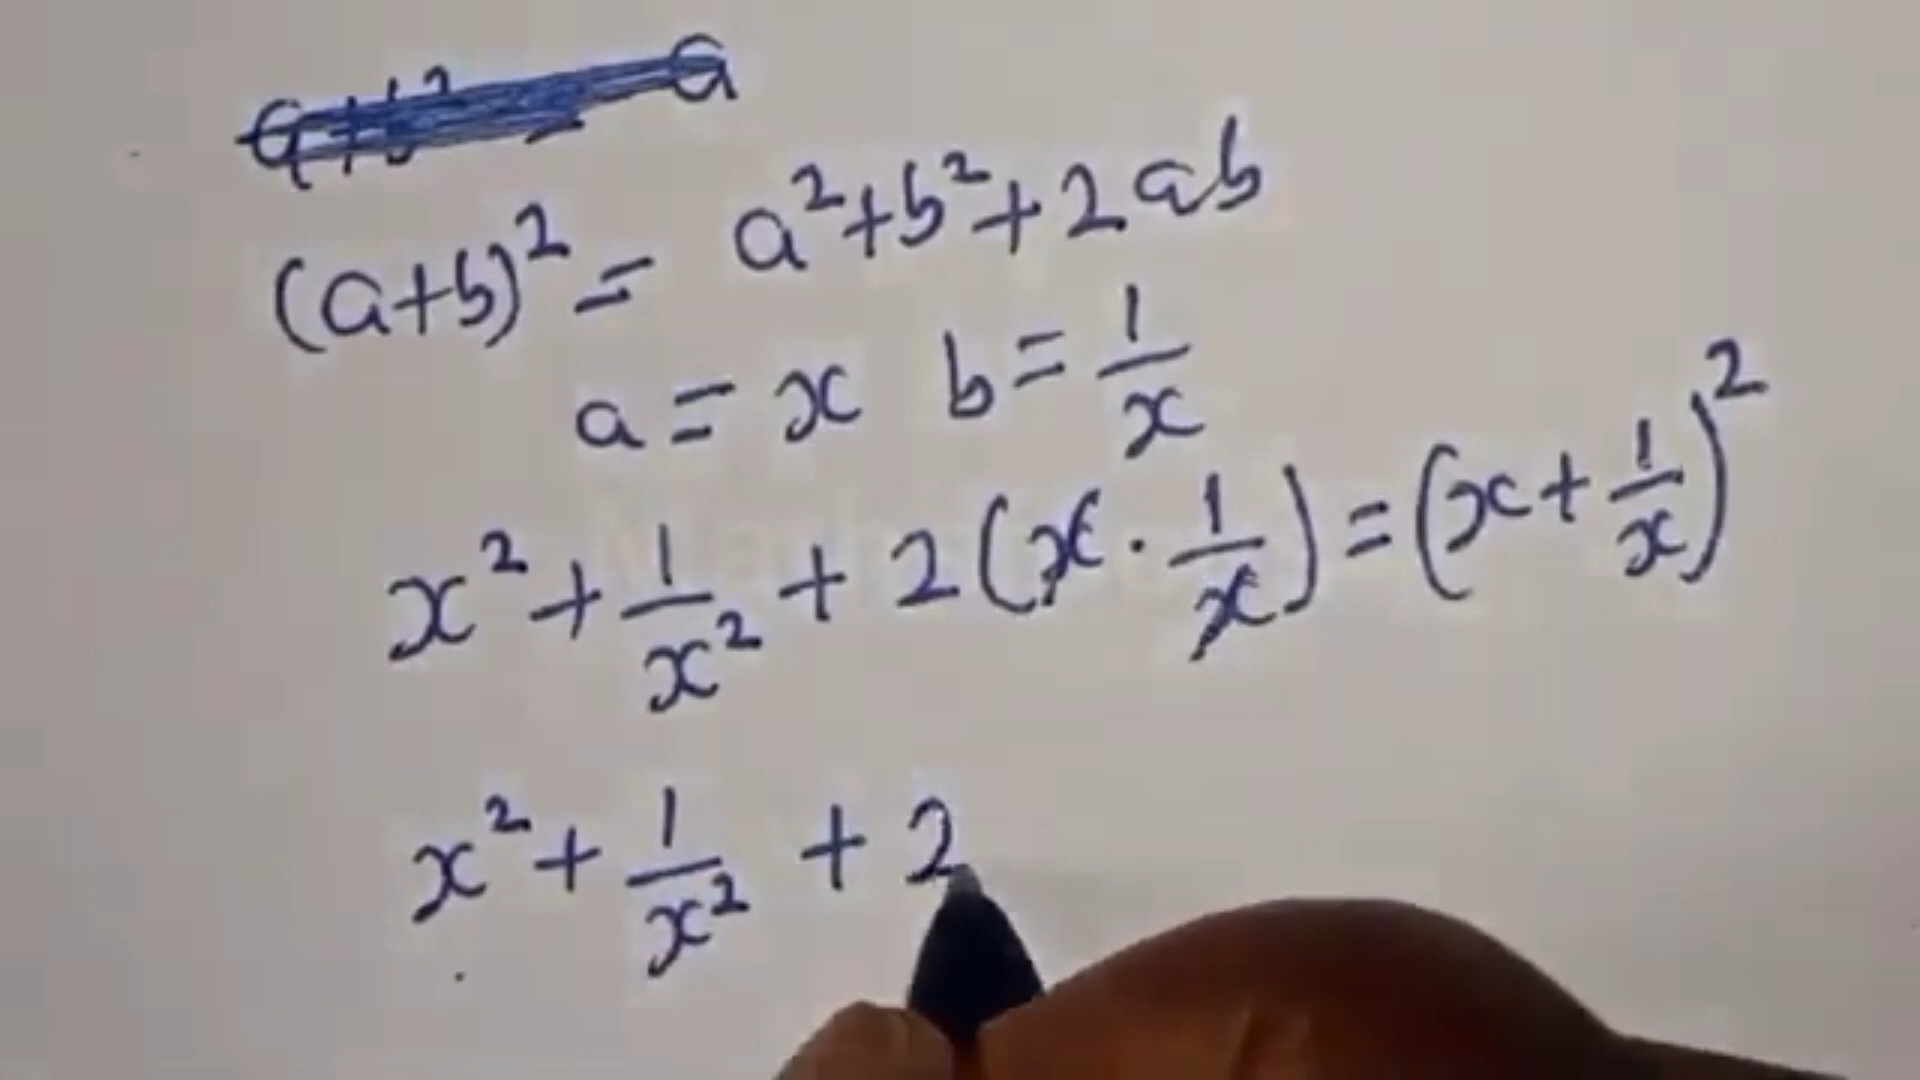 (a+b)² = a²+b²+2ab
a = x b = 1/x
x² + 1/x² + 2(x · 1/x) = (x + 1/x)²
x² + 1/x² + 2